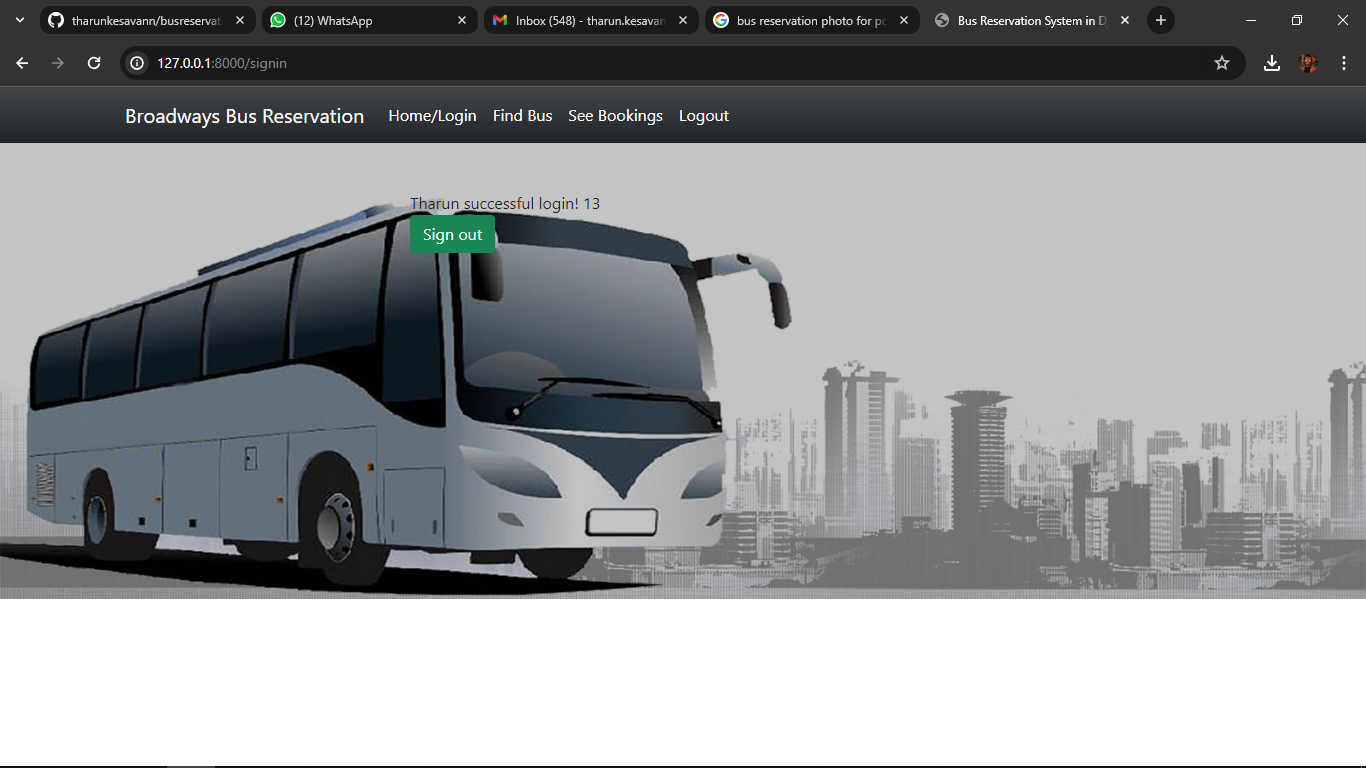 tharunkesavann/busreservati
(12) WhatsApp
Inbox (548) - tharun.kesavan
bus reservation photo for pc
Bus Reservation System in D
127.0.0.1:8000/signin
Broadways Bus Reservation
Home/Login
Find Bus
See Bookings
Logout
Tharun successful login! 13
Sign out